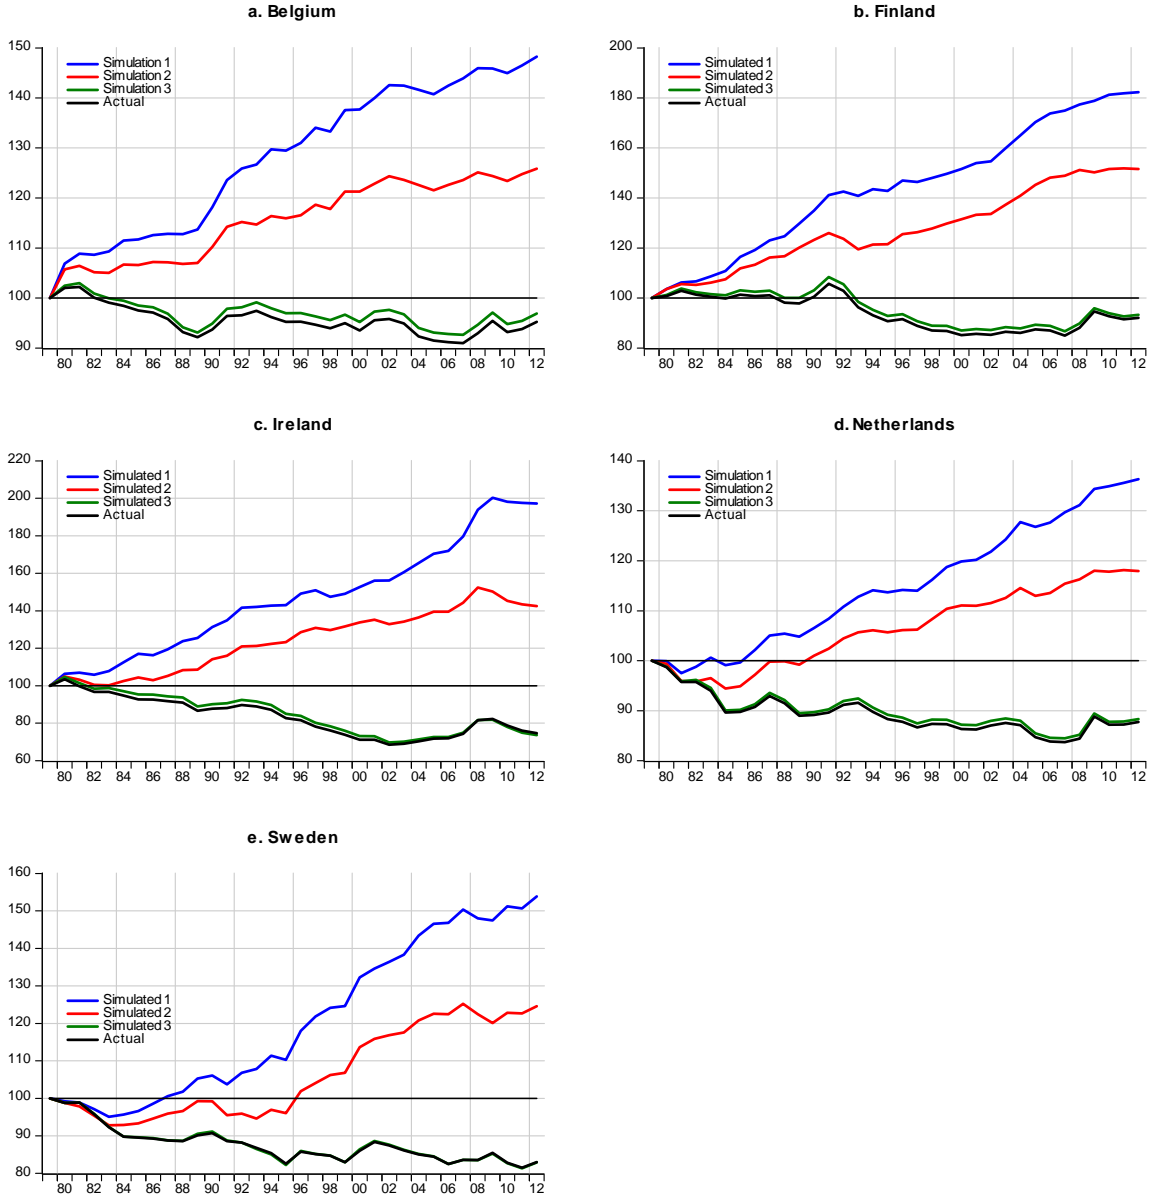 a. Belgium
150
140
130
120
110
100
90
Simulation 1
Simulation 2
Simulation 3
Actual
80 82 84 86 88 90 92 94 96 98 00 02 04 06 08 10 12
b. Finland
200
180
160
140
120
100
80
Simulated 1
Simulated 2
Simulated 3
Actual
80 82 84 86 88 90 92 94 96 98 00 02 04 06 08 10 12
c. Ireland
220
200
180
160
140
120
100
80
60
Simulated 1
Simulated 2
Simulated 3
Actual
80 82 84 86 88 90 92 94 96 98 00 02 04 06 08 10 12
d. Netherlands
140
130
120
110
100
90
80
Simulation 1
Simulation 2
Simulation 3
Actual
80 82 84 86 88 90 92 94 96 98 00 02 04 06 08 10 12
e. Sweden
160
150
140
130
120
110
100
90
80
Simulated 1
Simulated 2
Simulated 3
Actual
80 82 84 86 88 90 92 94 96 98 00 02 04 06 08 10 12